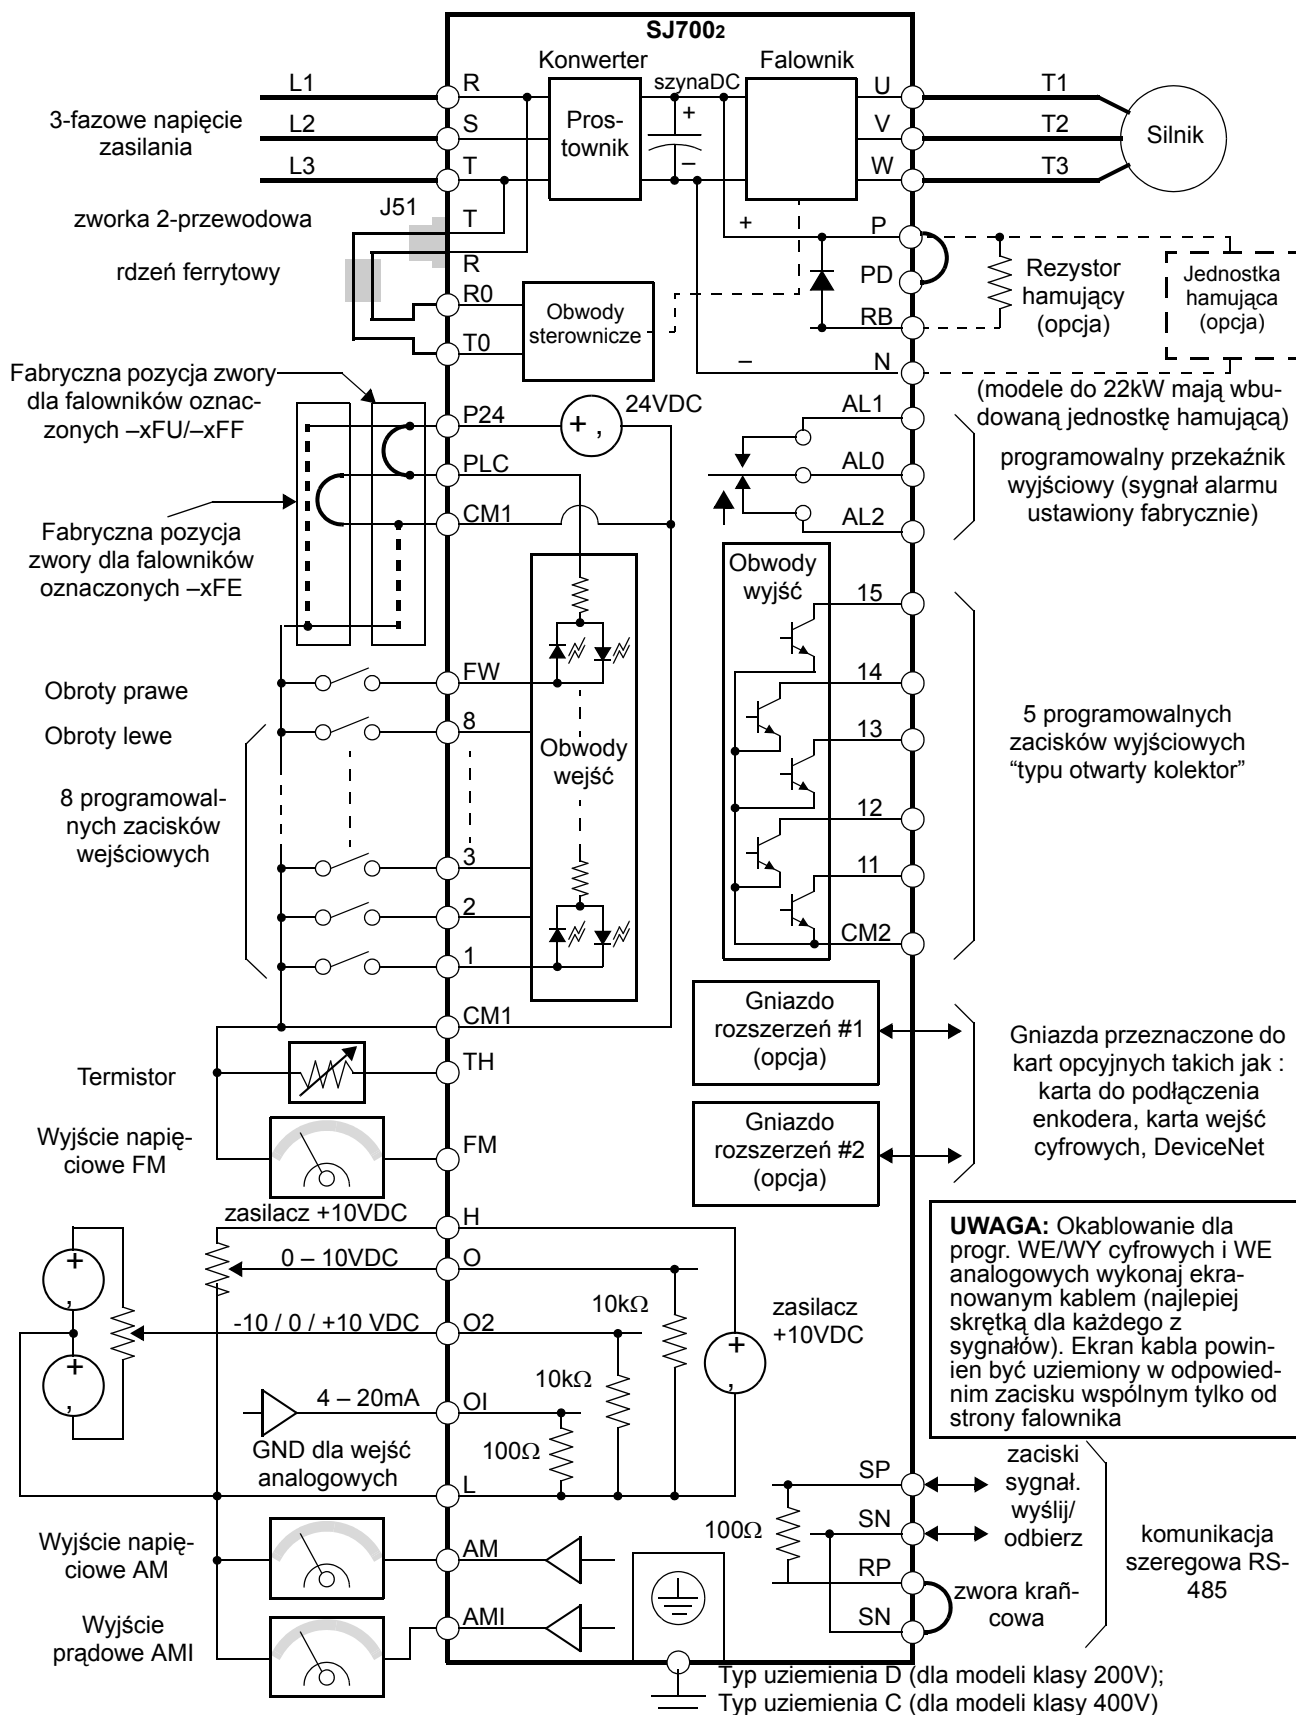 SJ7002
Konwerter
Falownik
szynaDC
L1
R
U
T1
3-fazowe napięcie
zasilania
L2
S
Pros-
townik
+
–
V
T2
Silnik
L3
T
W
T3
zworka 2-przewodowa
J51
T
+
P
rdzeń ferrytowy
R
PD
Rezystor
hamujący
(opcja)
Jednostka
hamująca
(opcja)
R0
Obwody
sterownicze
RB
T0
–
N
Fabryczna pozycja zwory
dla falowników ozna-
zonych –xFU/–xFF
(modele do 22kW mają wbu-
dowaną jednostkę hamującą)
P24
+ ,
24VDC
AL1
PLC
AL0
programowalny przekaźnik
wyjściowy (sygnał alarmu
ustawiony fabrycznie)
CM1
AL2
Fabryczna pozycja
zwory dla falowników
oznaczonych –xFE
Obwody
wyjść
15
Obroty prawe
FW
14
Obroty lewe
8
Obwody
wejść
13
5 programowalnych
zacisków wyjściowych
“typu otwarty kolektor”
8 programowal-
nych zacisków
wejściowych
12
3
11
2
CM2
1
Gniazdo
rozszerzeń #1
(opcja)
CM1
Gniazda przeznaczone do
kart opcyjnych takich jak :
karta do podłączenia
enkodera, karta wejść
cyfrowych, DeviceNet
Termistor
TH
Wyjście napię-
ciowe FM
FM
Gniazdo
rozszerzeń #2
(opcja)
zasilacz +10VDC
H
UWAGA: Okablowanie dla
progr. WE/WY cyfrowych i WE
analogowych wykonaj ekra-
nowanym kablem (najlepiej
skrętką dla każdego z
sygnałów). Ekran kabla powin-
ien być uziemiony w odpowied-
nim zacisku wspólnym tylko od
strony falownika
+
,
0 – 10VDC
O
10kΩ
zasilacz
+10VDC
-10 / 0 / +10 VDC
O2
+
,
+
,
10kΩ
4 – 20mA
OI
100Ω
GND dla wejść
analogowych
L
SP
zaciski
sygnał.
wyślij/
odbierz
100Ω
SN
komunikacja
szeregowa RS-
485
Wyjście napię-
ciowe AM
AM
RP
zwora krań-
cowa
Wyjście
prądowe AMI
AMI
SN
Typ uziemienia D (dla modeli klasy 200V);
Typ uziemienia C (dla modeli klasy 400V)